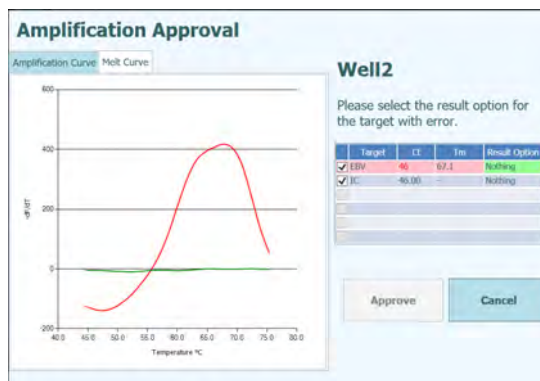 Amplification Approval
Amplification Curve Melt Curve
600
400
200
0
-200
-dF/dT
40.0 45.0 50.0 55.0 60.0 65.0 70.0 75.0 80.0
Temperature ºC
Well2
Please select the result option for
the target with error.
Target Ct Tm Result Option
EBV 46 67.1 Nothing
IC 46.00 - Nothing
Approve
Cancel